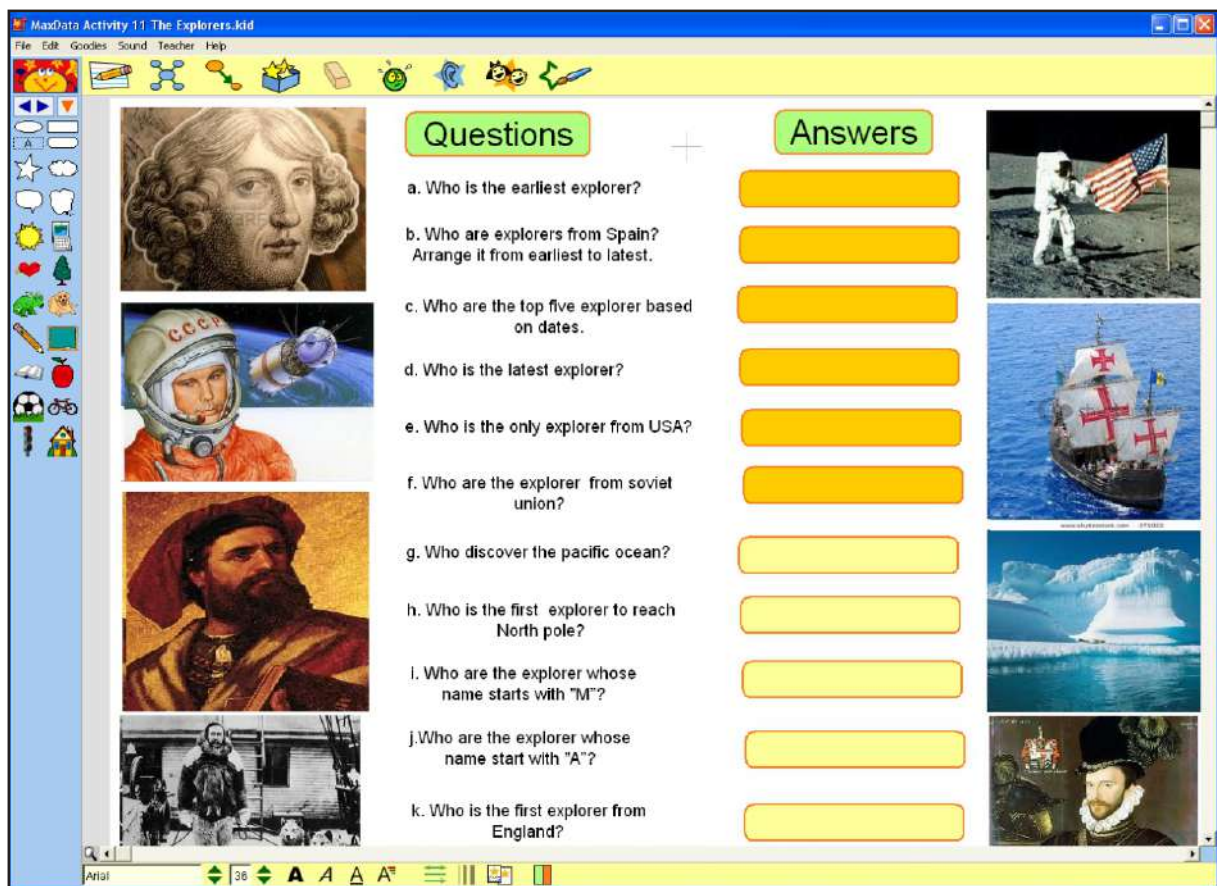 MaxData Activity 11 The Explorers.kid
File Edit Goodies Sound Teacher Help
A
Questions
Answers
a. Who is the earliest explorer?
b. Who are explorers from Spain?
Arrange it from earliest to latest.
c. Who are the top five explorer based
on dates.
d. Who is the latest explorer?
e. Who is the only explorer from USA?
f. Who are the explorer from soviet
union?
g. Who discover the pacific ocean?
h. Who is the first explorer to reach
North pole?
i. Who are the explorer whose
name starts with "M"?
j.Who are the explorer whose
name start with "A"?
k. Who is the first explorer from
England?
CCCP
Arial
36
A A A A